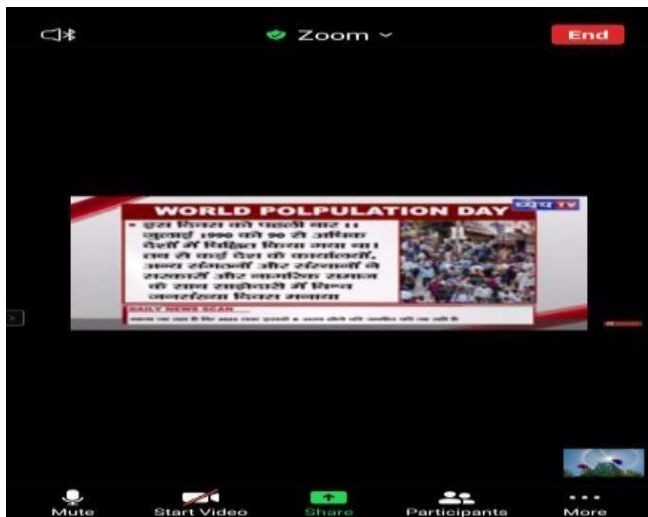 Zoom
End
WORLD POLPULATION DAY
ध्येय TV
• इस दिवस को पहली बार 11
जुलाई 1990 को 90 से अधिक
देशों में चिह्नित किया गया था।
तब से कई देश के कार्यालयों,
अन्य संगठनों और संस्थानों ने
सरकारों और नागरिक समाज
के साथ साझेदारी में विश्व
जनसंख्या दिवस मनाया
DAILY NEWS SCAN
Mute
Start Video
Share
Participants
More